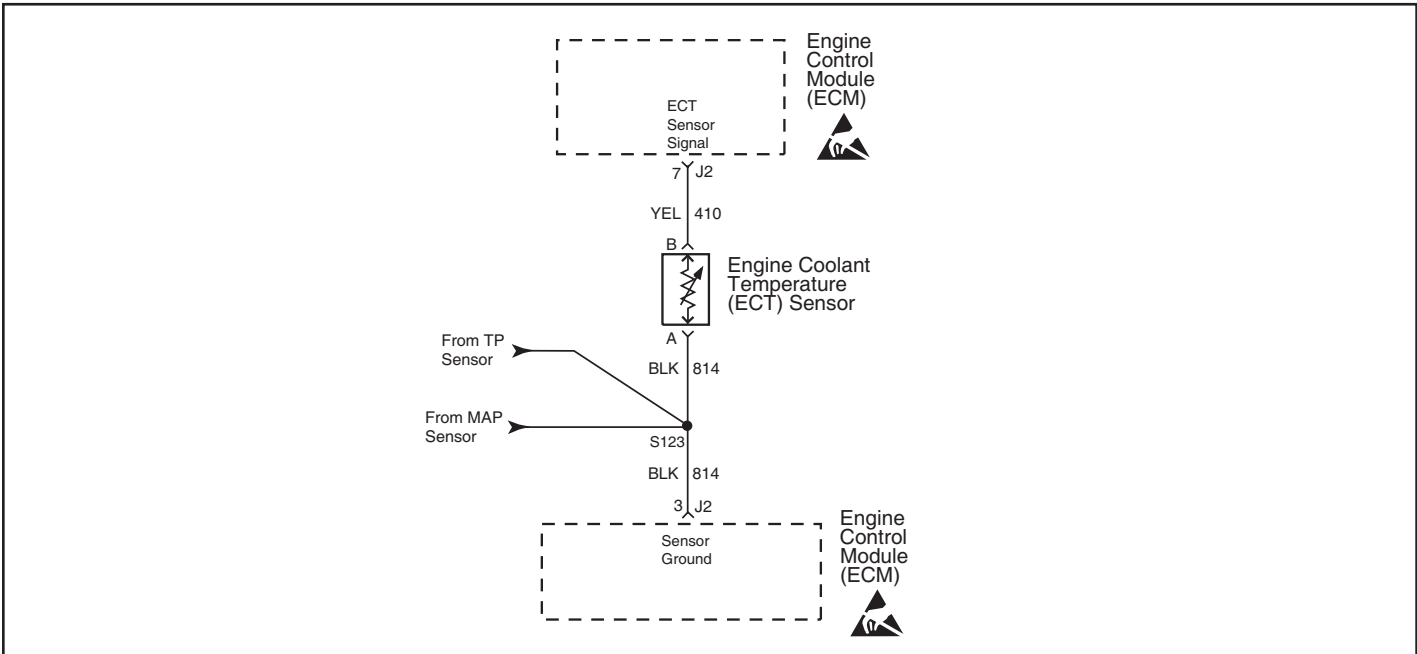 Engine
Control
Module
(ECM)
ECT
Sensor
Signal
7 J2
YEL 410
B
Engine Coolant
Temperature
(ECT) Sensor
A
From TP
Sensor
BLK 814
From MAP
Sensor
S123
BLK 814
3 J2
Sensor
Ground
Engine
Control
Module
(ECM)